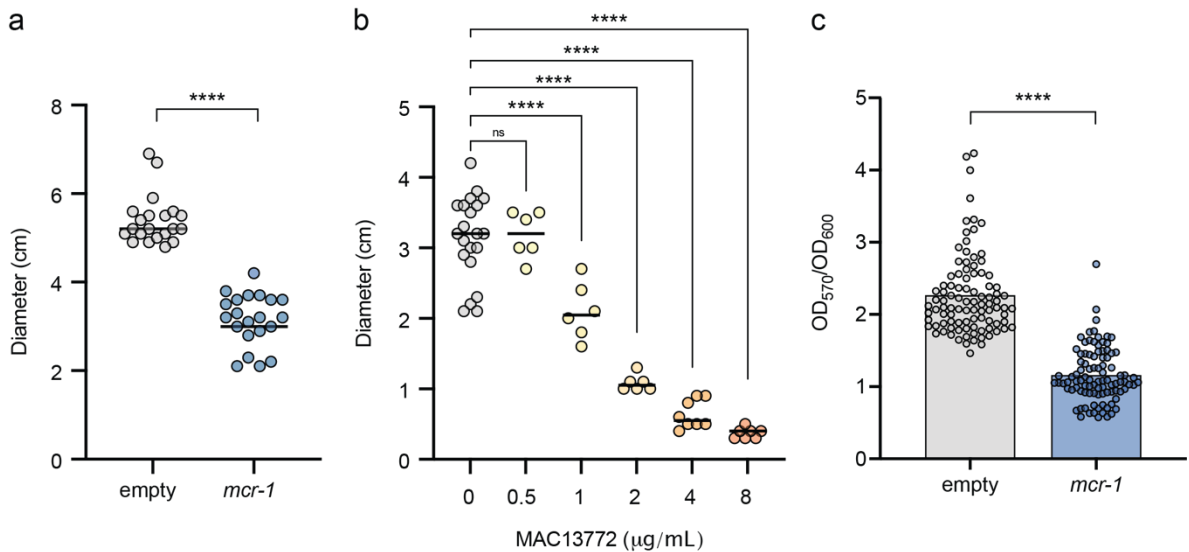 a
****
Diameter (cm)
8
6
4
2
0
empty
mcr-1
b
****
****
****
****
ns
Diameter (cm)
5
4
3
2
1
0
0
0.5
1
2
4
8
MAC13772 (μg/mL)
c
****
OD570/OD600
5
4
3
2
1
0
empty
mcr-1